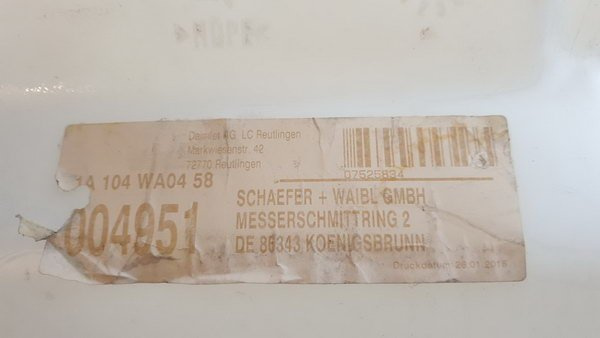 Daimler AG LC Reutlingen
Markwiesenstr. 42
72770 Reutlingen
07525834
1A 104 WA04 58
004951
SCHAEFER + WAIBL GMBH
MESSERSCHMITTRING 2
DE 86343 KOENIGSBRUNN
Druckdatum: 26.01.2015